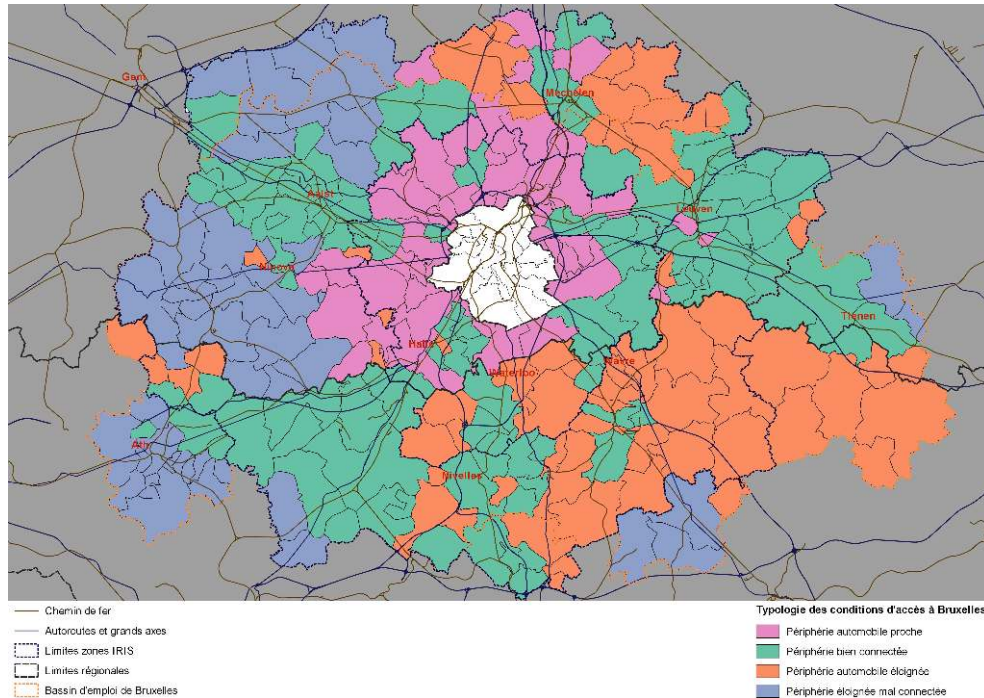 Gent
Mechelen
Aalst
Leuven
Ninove
Tienen
Halle
Waterloo
Wavre
Ath
Nivelles
Chemin de fer
Autoroutes et grands axes
Limites zones IRIS
Limites régionales
Bassin d'emploi de Bruxelles
Typologie des conditions d'accès à Bruxelles
Périphérie automobile proche
Périphérie bien connectée
Périphérie automobile éloignée
Périphérie éloignée mal connectée